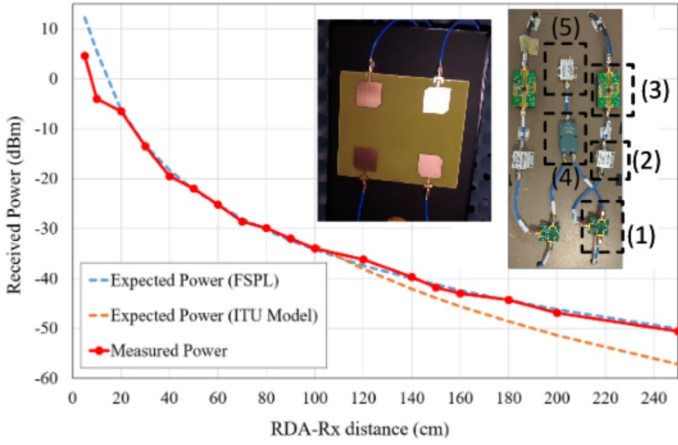 10
0
-10
-20
-30
-40
-50
-60
Received Power (dBm)
(5)
(3)
(2)
(4)
(1)
Expected Power (FSPL)
Expected Power (ITU Model)
Measured Power
0 20 40 60 80 100 120 140 160 180 200 220 240
RDA-Rx distance (cm)